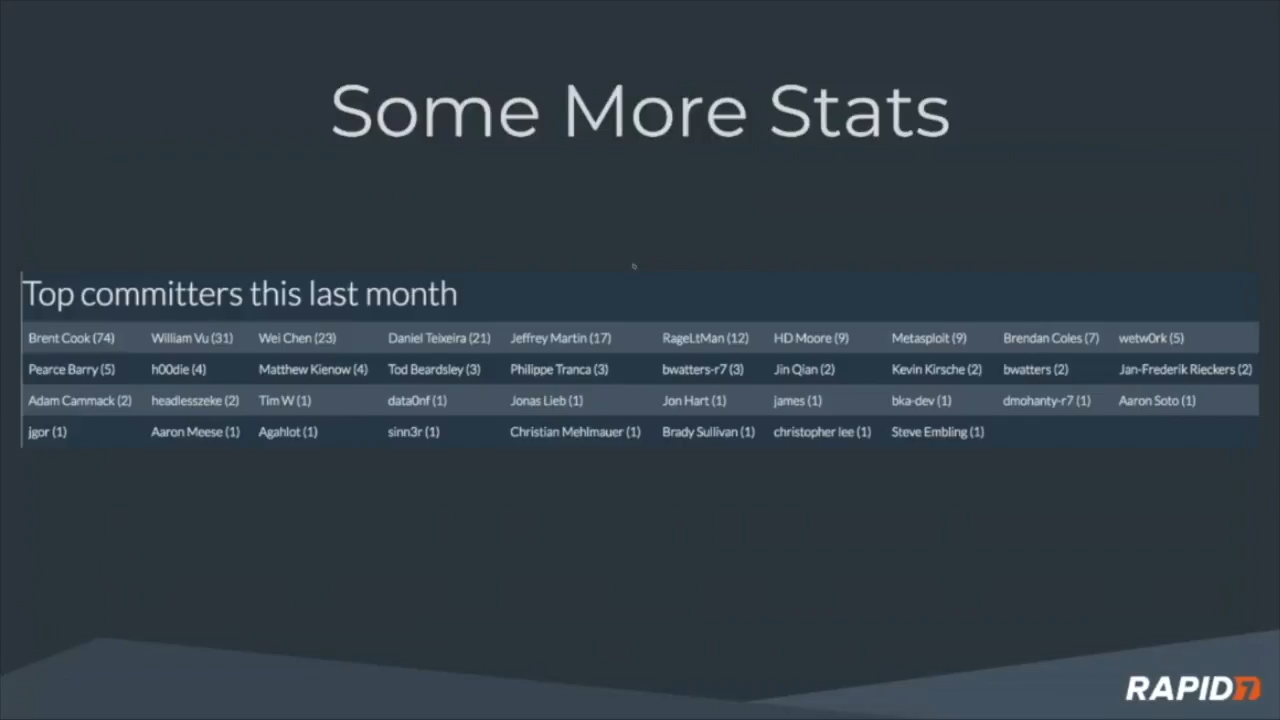 Some More Stats
Top committers this last month
Brent Cook (74) William Vu (31) Wei Chen (23) Daniel Teixeira (21) Jeffrey Martin (17) RageLtMan (12) HD Moore (9) Metasploit (9) Brendan Coles (7) wetw0rk (5)
Pearce Barry (5) h00die (4) Matthew Kienow (4) Tod Beardsley (3) Philippe Tranca (3) bwatters-r7 (3) Jin Qian (2) Kevin Kirsche (2) bwatters (2) Jan-Frederik Rieckers (2)
Adam Cammack (2) headlesszeke (2) Tim W (1) data0nf (1) Jonas Lieb (1) Jon Hart (1) james (1) bka-dev (1) dmohanty-r7 (1) Aaron Soto (1)
jgor (1) Aaron Meese (1) Agahlot (1) sinn3r (1) Christian Mehlmauer (1) Brady Sullivan (1) christopher lee (1) Steve Embling (1)
RAPID7